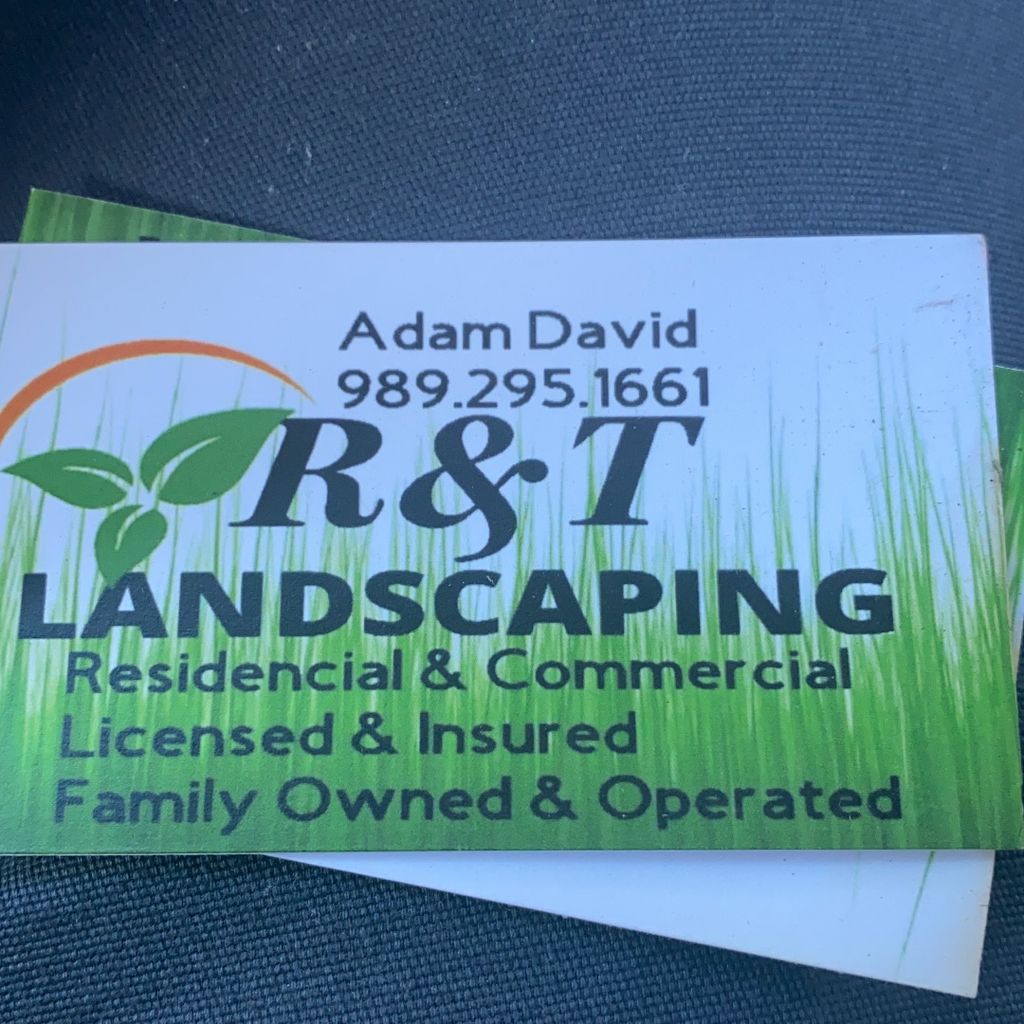 Adam David
989.295.1661
R&T
LANDSCAPING
Residencial & Commercial
Licensed & Insured
Family Owned & Operated